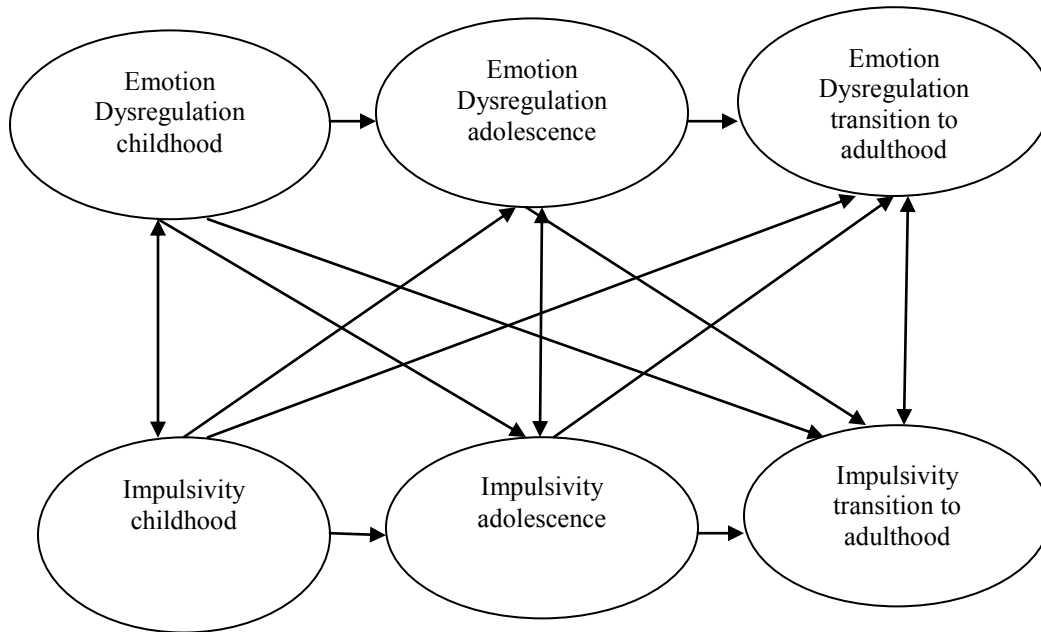 Emotion
Dysregulation
childhood
Emotion
Dysregulation
adolescence
Emotion
Dysregulation
transition to
adulthood
Impulsivity
childhood
Impulsivity
adolescence
Impulsivity
transition to
adulthood